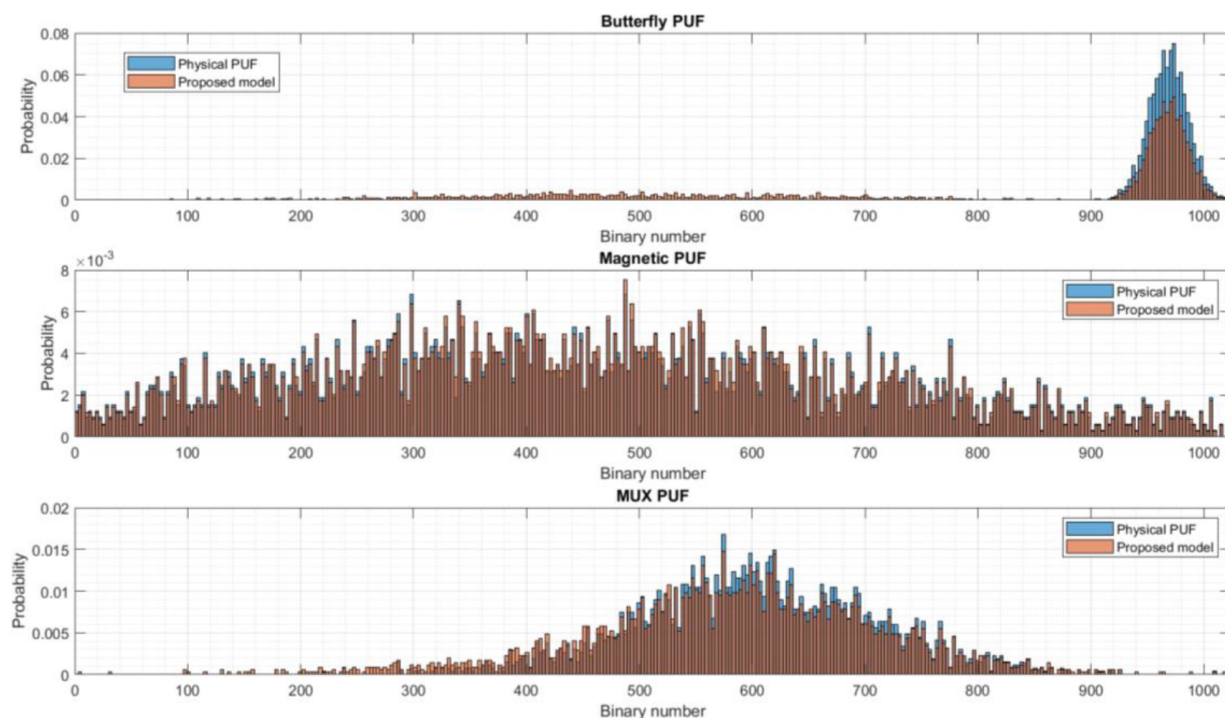 Butterfly PUF
0.08
0.06
0.04
0.02
0
Probability
Physical PUF
Proposed model
0 100 200 300 400 500 600 700 800 900 1000
Binary number
Magnetic PUF
×10⁻³
8
6
4
2
0
Probability
Physical PUF
Proposed model
0 100 200 300 400 500 600 700 800 900 1000
Binary number
MUX PUF
0.02
0.015
0.01
0.005
0
Probability
Physical PUF
Proposed model
0 100 200 300 400 500 600 700 800 900 1000
Binary number